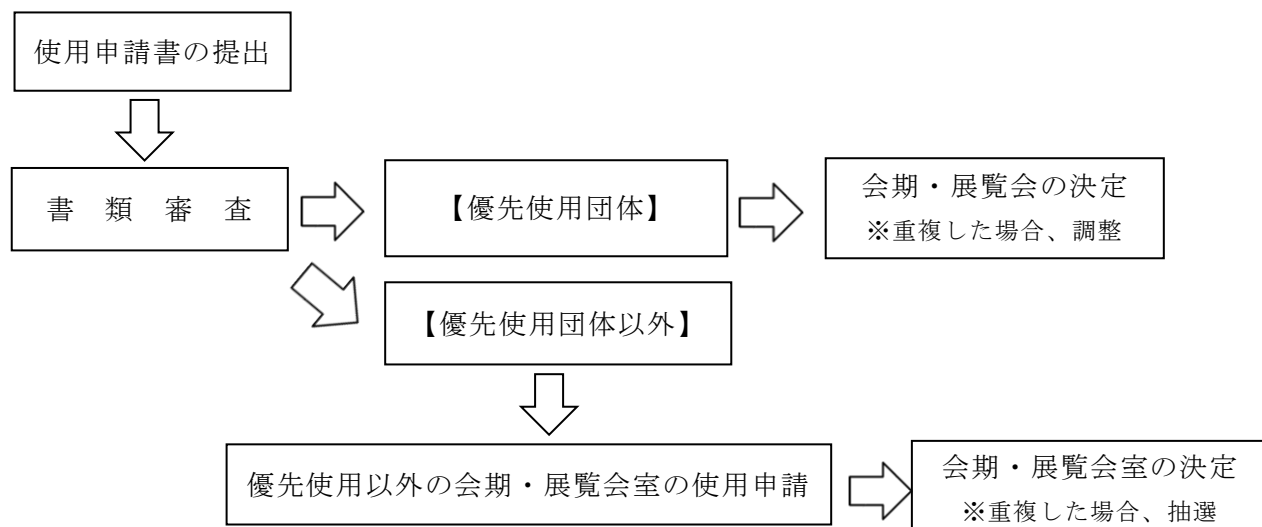 使用申請書の提出
書類審査
【優先使用団体】
会期・展覧会の決定
※重複した場合、調整
【優先使用団体以外】
優先使用以外の会期・展覧会室の使用申請
会期・展覧会室の決定
※重複した場合、抽選